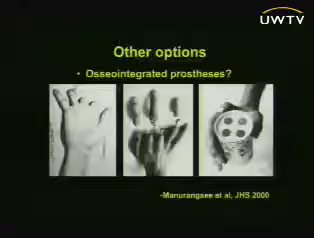 UWTV
Other options
• Osseointegrated prostheses?
-Manurangsee et al, JHS 2000